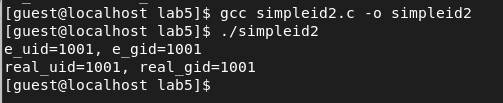 [guest@localhost lab5]$ gcc simpleid2.c -o simpleid2
[guest@localhost lab5]$ ./simpleid2
e_uid=1001, e_gid=1001
real_uid=1001, real_gid=1001
[guest@localhost lab5]$